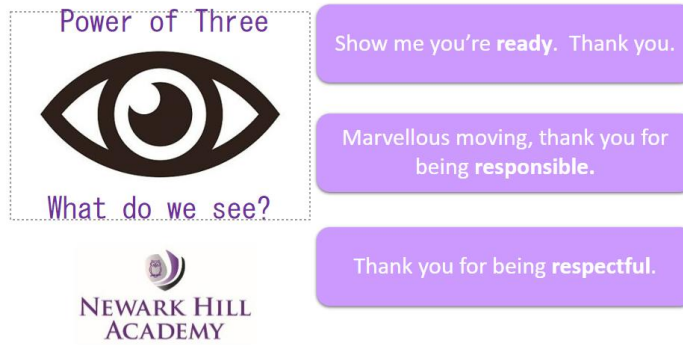 Power of Three
What do we see?
NEWARK HILL
ACADEMY
Show me you’re ready.  Thank you.
Marvellous moving, thank you for
being responsible.
Thank you for being respectful.